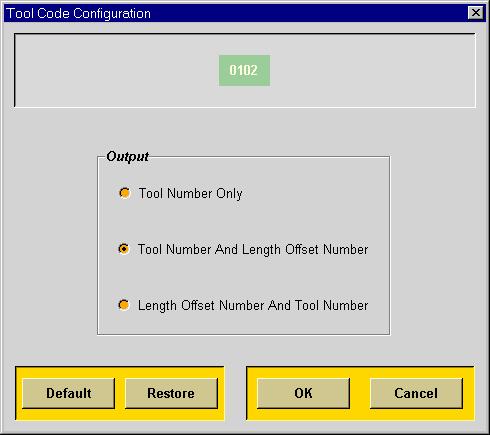 Tool Code Configuration
0102
Output
Tool Number Only
Tool Number And Length Offset Number
Length Offset Number And Tool Number
Default Restore OK Cancel